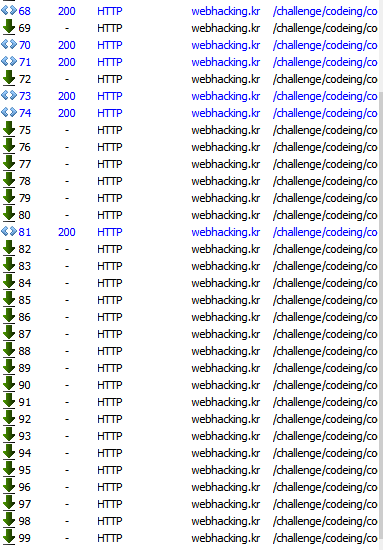 68 200 HTTP webhacking.kr /challenge/codeing/co
69 - HTTP webhacking.kr /challenge/codeing/co
70 200 HTTP webhacking.kr /challenge/codeing/co
71 200 HTTP webhacking.kr /challenge/codeing/co
72 - HTTP webhacking.kr /challenge/codeing/co
73 200 HTTP webhacking.kr /challenge/codeing/co
74 200 HTTP webhacking.kr /challenge/codeing/co
75 - HTTP webhacking.kr /challenge/codeing/co
76 - HTTP webhacking.kr /challenge/codeing/co
77 - HTTP webhacking.kr /challenge/codeing/co
78 - HTTP webhacking.kr /challenge/codeing/co
79 - HTTP webhacking.kr /challenge/codeing/co
80 - HTTP webhacking.kr /challenge/codeing/co
81 200 HTTP webhacking.kr /challenge/codeing/co
82 - HTTP webhacking.kr /challenge/codeing/co
83 - HTTP webhacking.kr /challenge/codeing/co
84 - HTTP webhacking.kr /challenge/codeing/co
85 - HTTP webhacking.kr /challenge/codeing/co
86 - HTTP webhacking.kr /challenge/codeing/co
87 - HTTP webhacking.kr /challenge/codeing/co
88 - HTTP webhacking.kr /challenge/codeing/co
89 - HTTP webhacking.kr /challenge/codeing/co
90 - HTTP webhacking.kr /challenge/codeing/co
91 - HTTP webhacking.kr /challenge/codeing/co
92 - HTTP webhacking.kr /challenge/codeing/co
93 - HTTP webhacking.kr /challenge/codeing/co
94 - HTTP webhacking.kr /challenge/codeing/co
95 - HTTP webhacking.kr /challenge/codeing/co
96 - HTTP webhacking.kr /challenge/codeing/co
97 - HTTP webhacking.kr /challenge/codeing/co
98 - HTTP webhacking.kr /challenge/codeing/co
99 - HTTP webhacking.kr /challenge/codeing/co